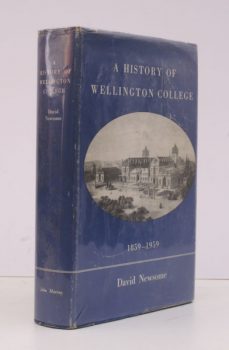 A
HISTORY OF
WELLINGTON
COLLEGE
David
Newsome
John Murray
A HISTORY OF
WELLINGTON COLLEGE
1859–1959
David Newsome